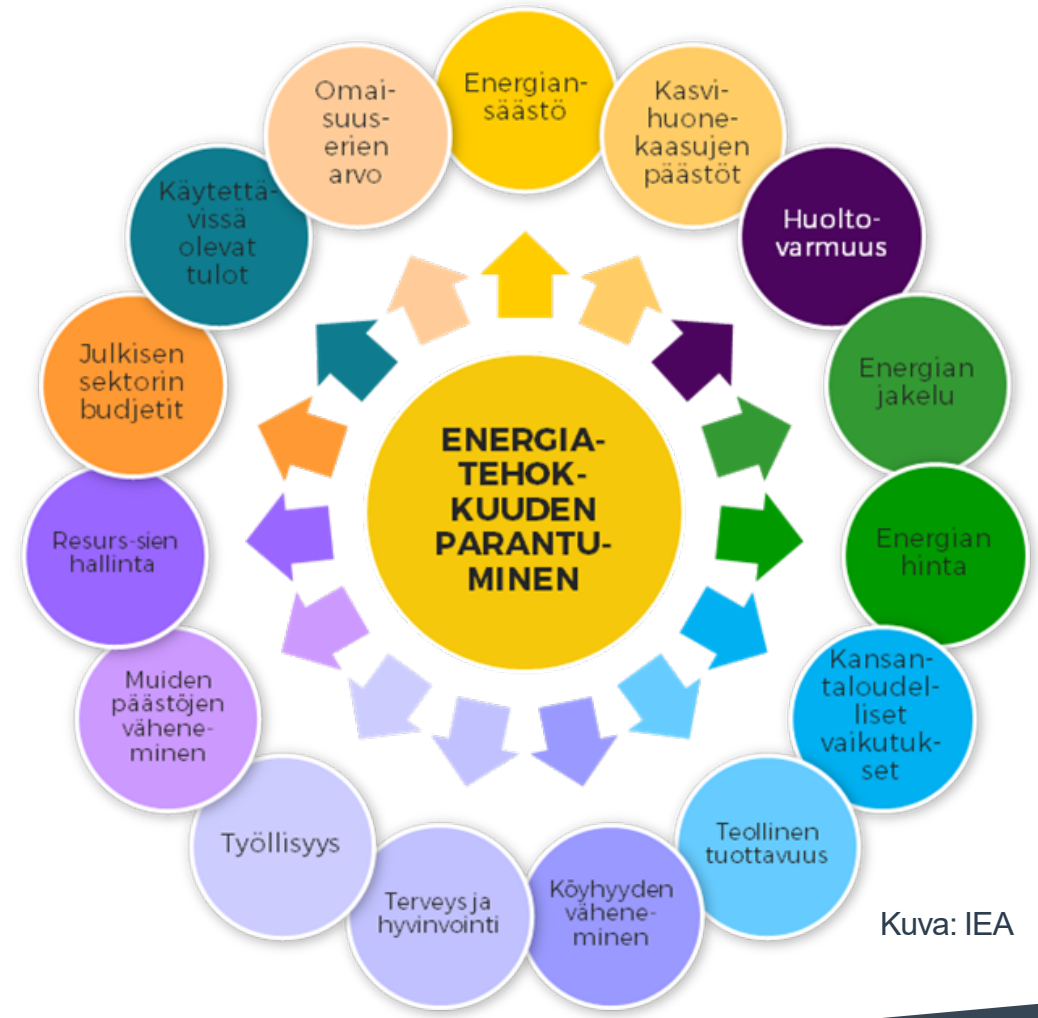 Energian-
säästö
Kasvi-
huone-
kaasujen
päästöt
Huolto-
varmuus
Energian
jakelu
Energian
hinta
Kansan-
taloudel-
liset
vaikutuk-
set
Teollinen
tuottavuus
Köyhyyden
vähene-
minen
Terveys ja
hyvinvointi
Työllisyys
Muiden
päästöjen
vähene-
minen
Resurs-sien
hallinta
Julkisen
sektorin
budjetit
Käytettä-
vissä
olevat
tulot
Omai-
suus-
erien
arvo
ENERGIA-
TEHOK-
KUUDEN
PARANTU-
MINEN
Kuva: IEA